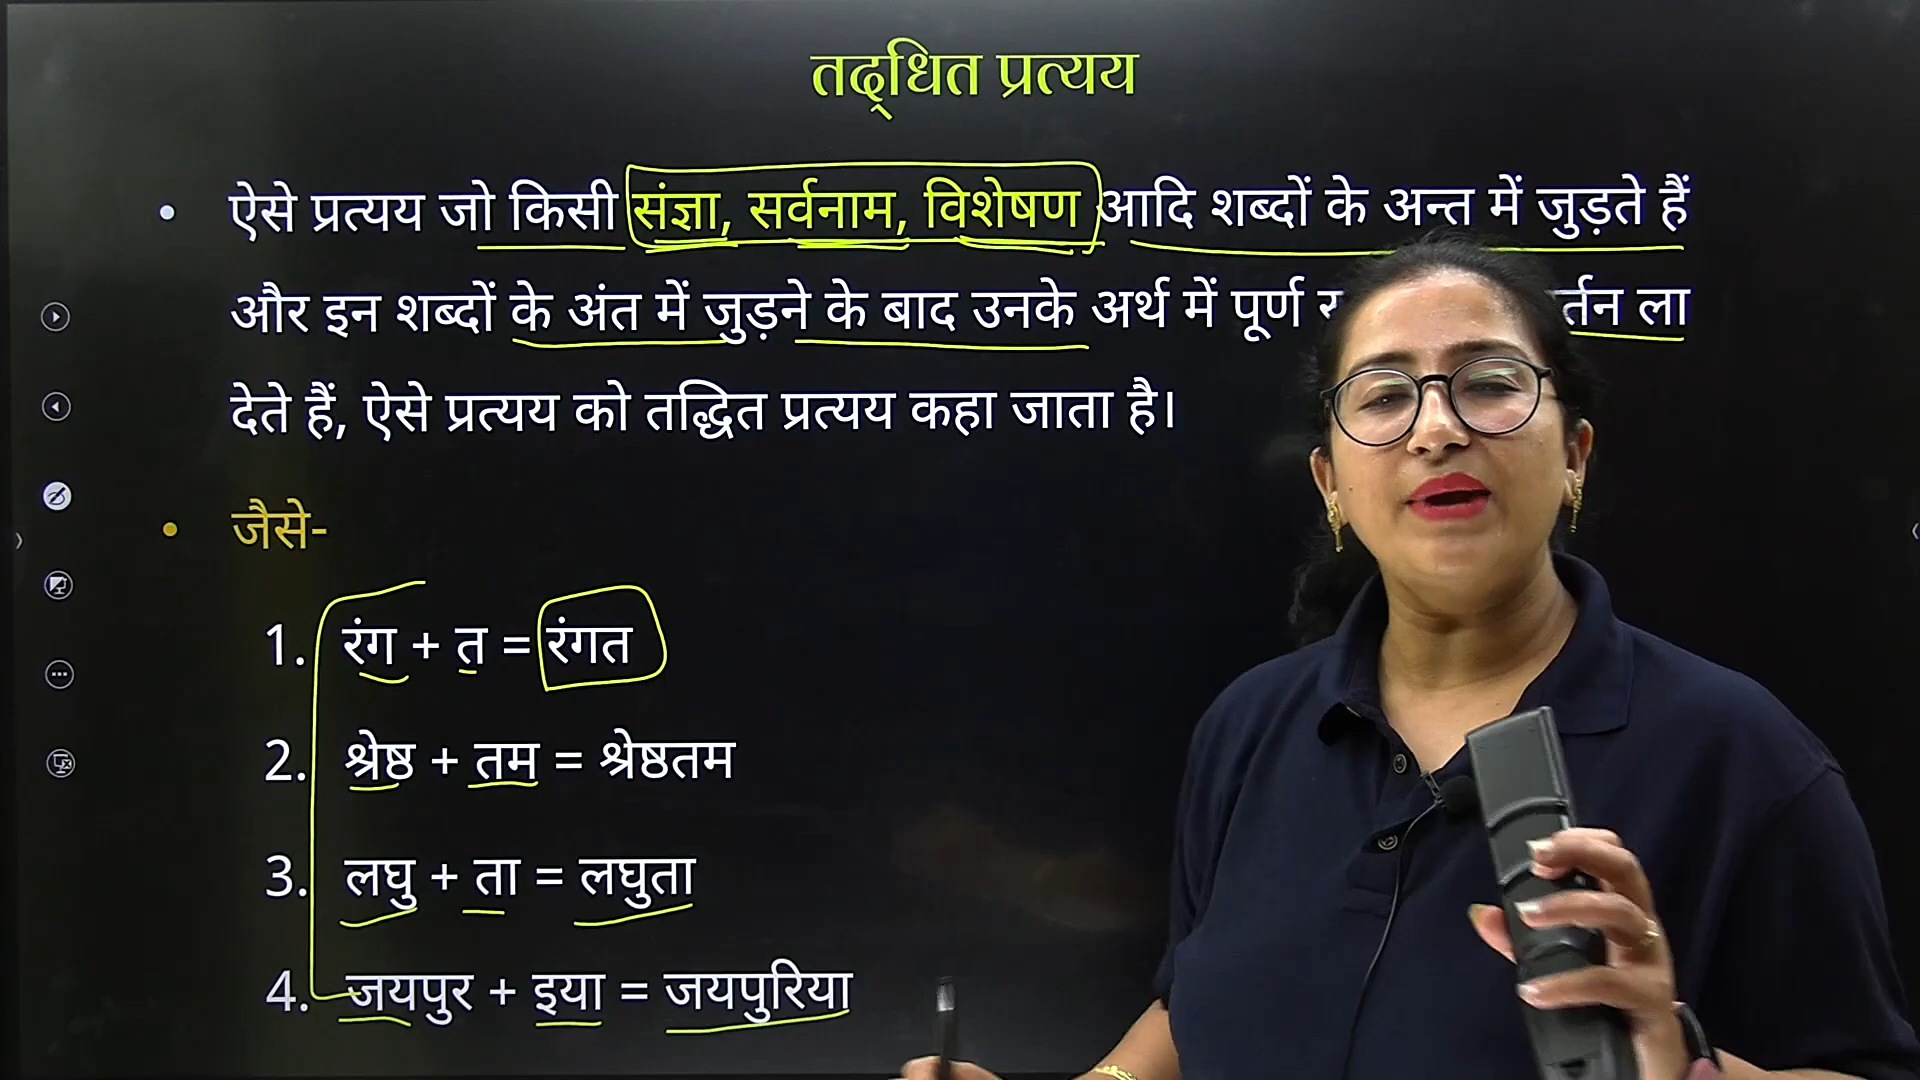 तद्‌धित प्रत्यय
• ऐसे प्रत्यय जो किसी संज्ञा, सर्वनाम, विशेषण आदि शब्दों के अन्त में जुड़ते हैं
और इन शब्दों के अंत में जुड़ने के बाद उनके अर्थ में पूर्ण र्तन ला
देते हैं, ऐसे प्रत्यय को तद्धित प्रत्यय कहा जाता है।
• जैसे-
1. रंग + त = रंगत
2. श्रेष्ठ + तम = श्रेष्ठतम
3. लघु + ता = लघुता
4. जयपुर + इया = जयपुरिया